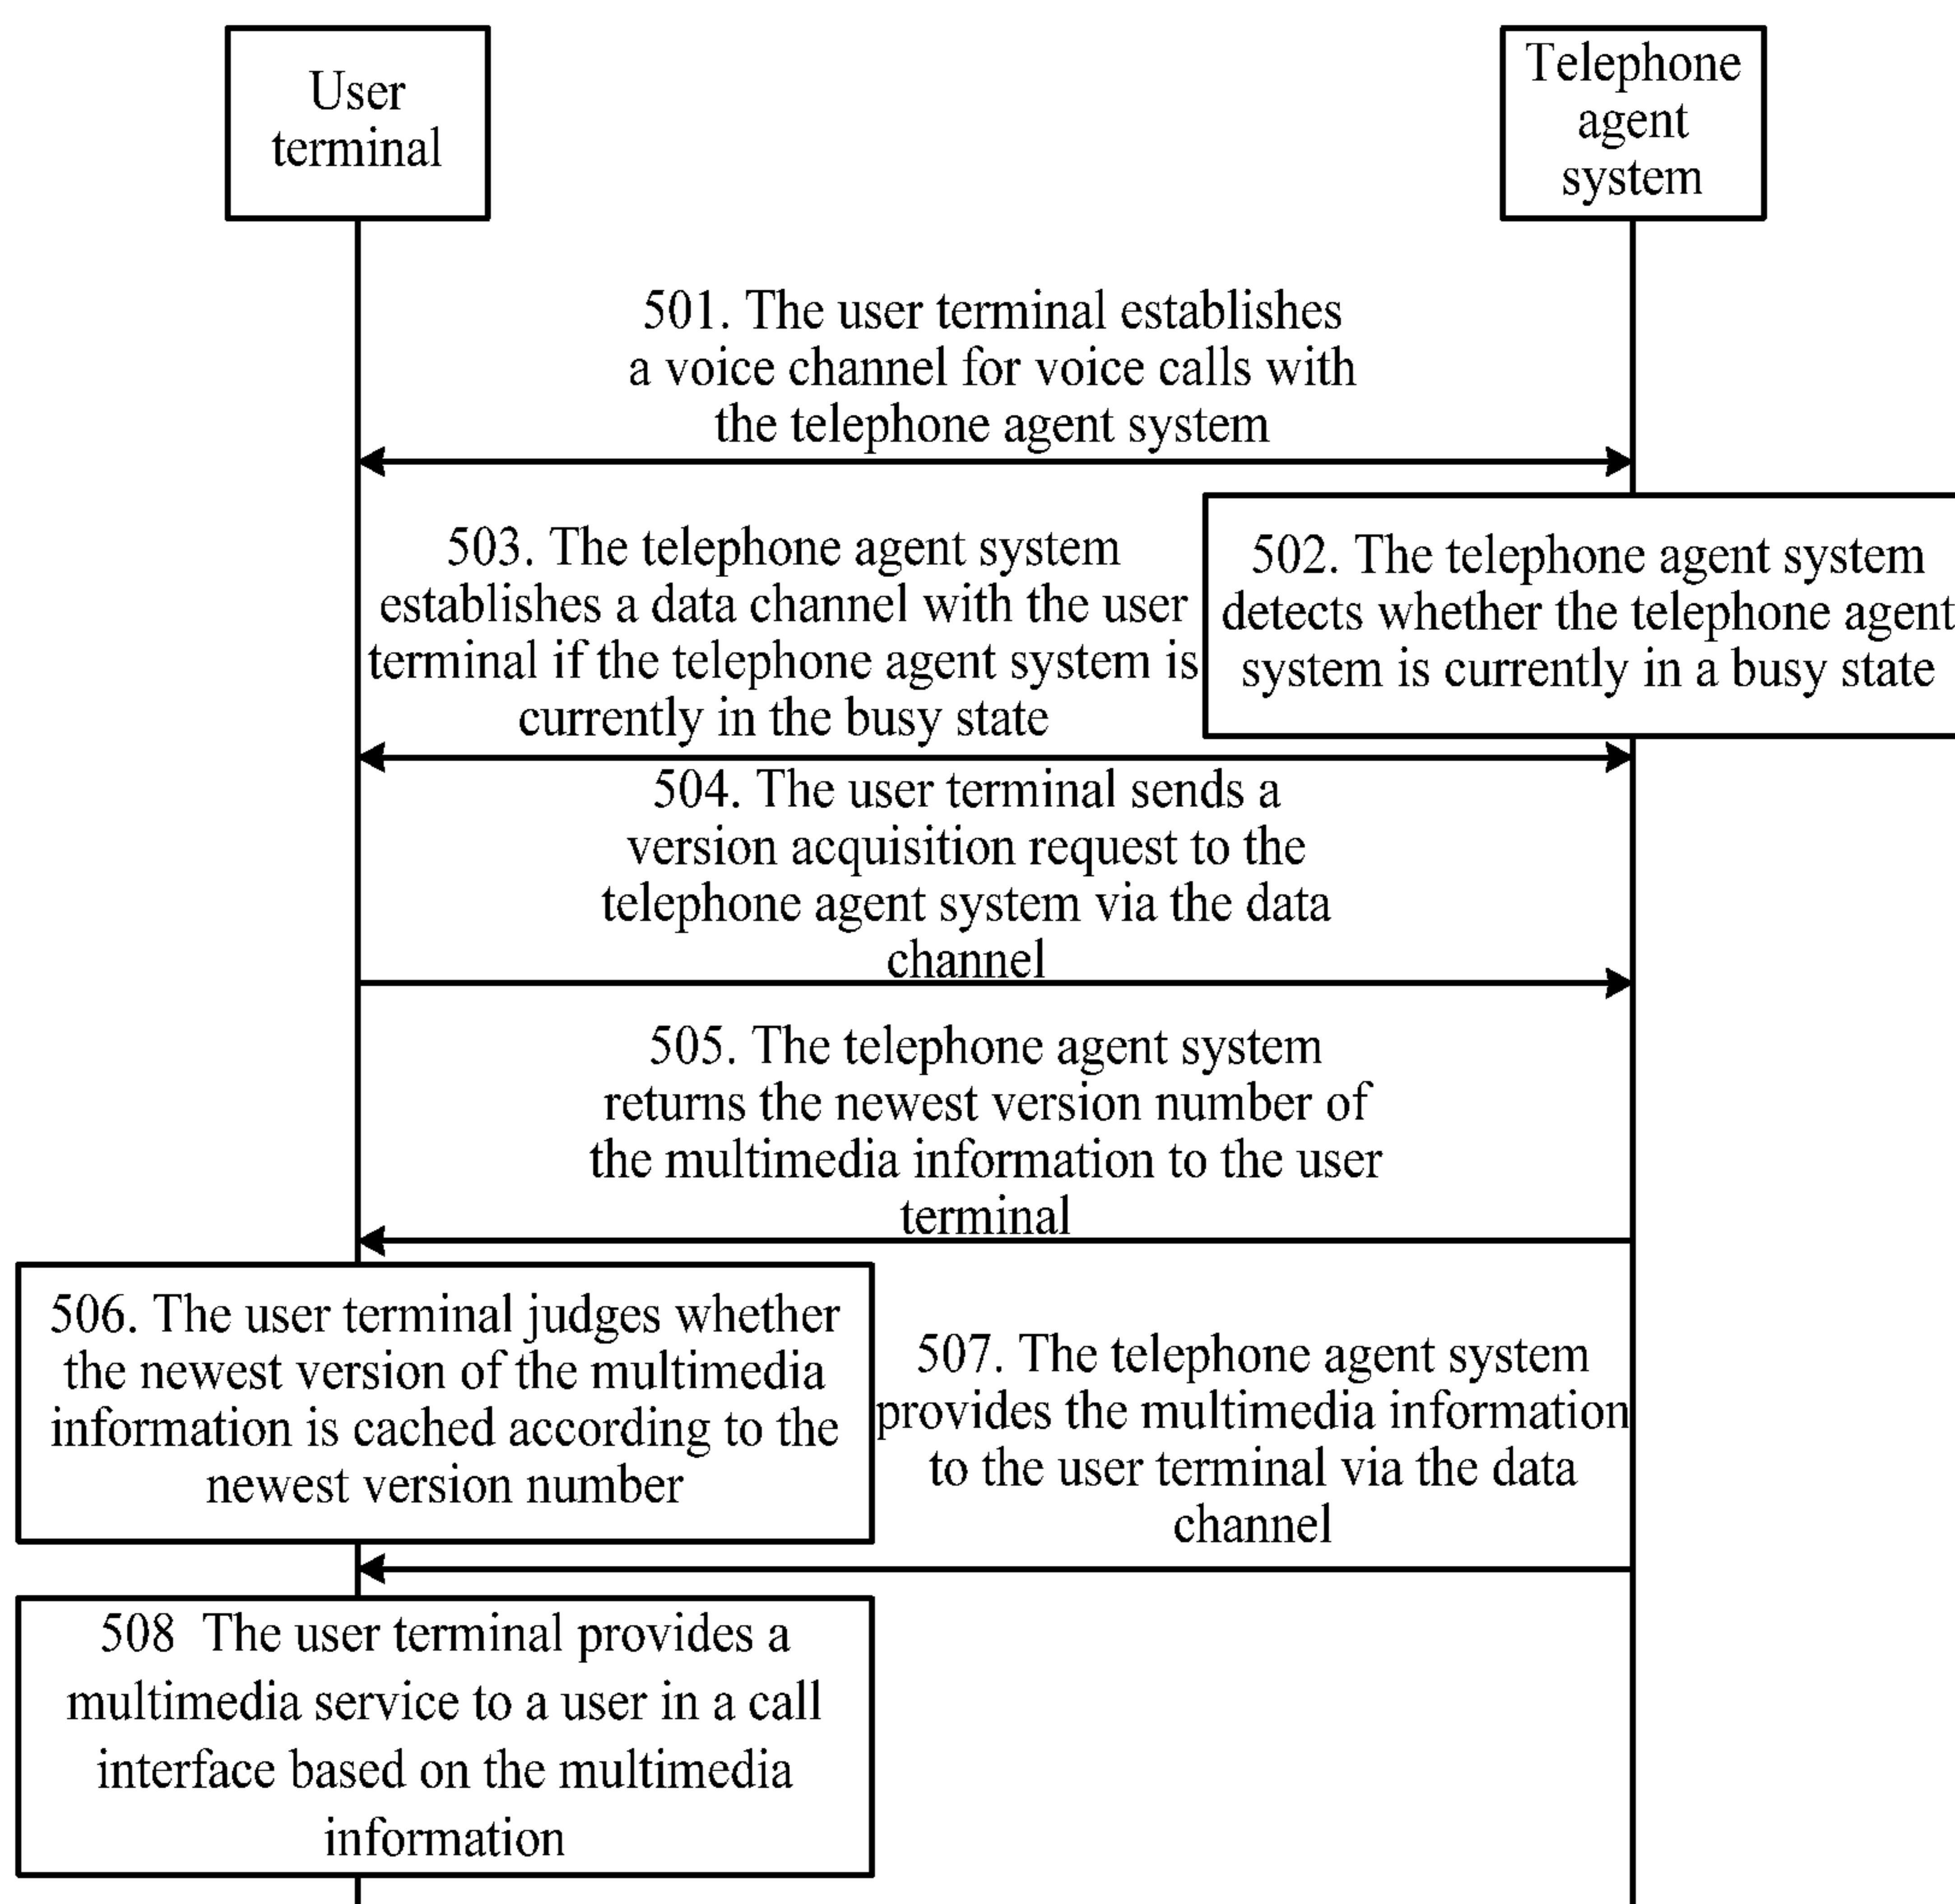 User
terminal
Telephone
agent
system
501. The user terminal establishes
a voice channel for voice calls with
the telephone agent system
502. The telephone agent system
detects whether the telephone agent
system is currently in a busy state
503. The telephone agent system
establishes a data channel with the user
terminal if the telephone agent system is
currently in the busy state
504. The user terminal sends a
version acquisition request to the
telephone agent system via the data
channel
505. The telephone agent system
returns the newest version number of
the multimedia information to the user
terminal
506. The user terminal judges whether
the newest version of the multimedia
information is cached according to the
newest version number
507. The telephone agent system
provides the multimedia information
to the user terminal via the data
channel
508 The user terminal provides a
multimedia service to a user in a call
interface based on the multimedia
information